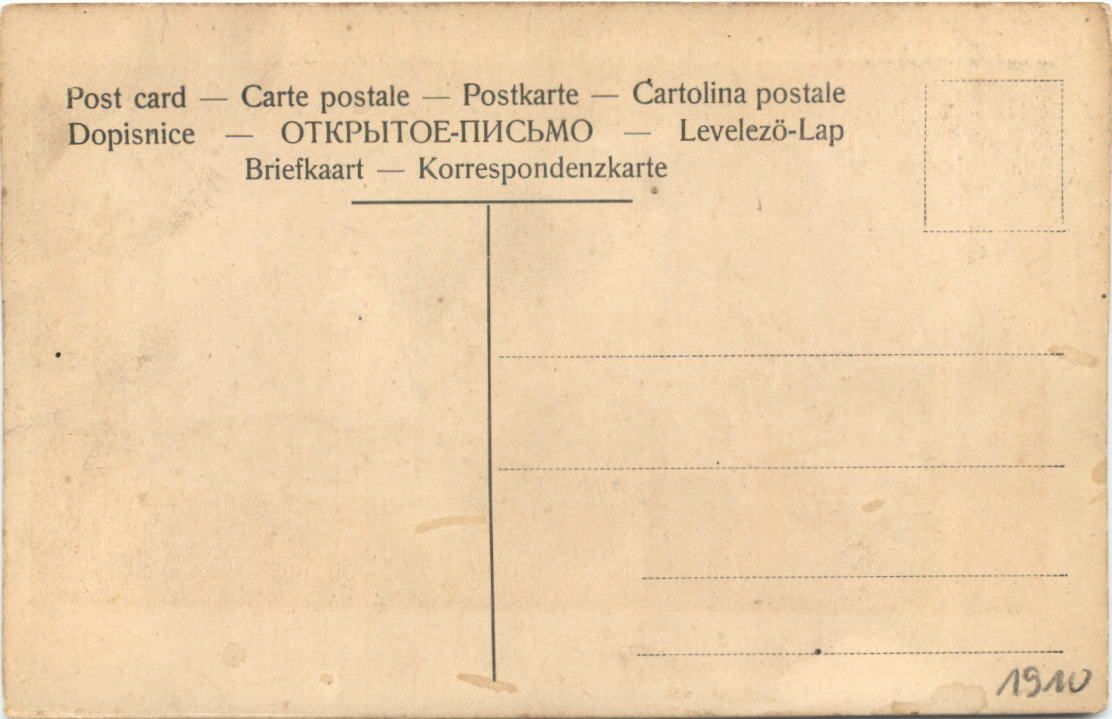 Post card — Carte postale — Postkarte — Cartolina postale
Dopisnice — ОТКРЫТОЕ-ПИСЬМО — Levelezö-Lap
Briefkaart — Korrespondenzkarte
1910